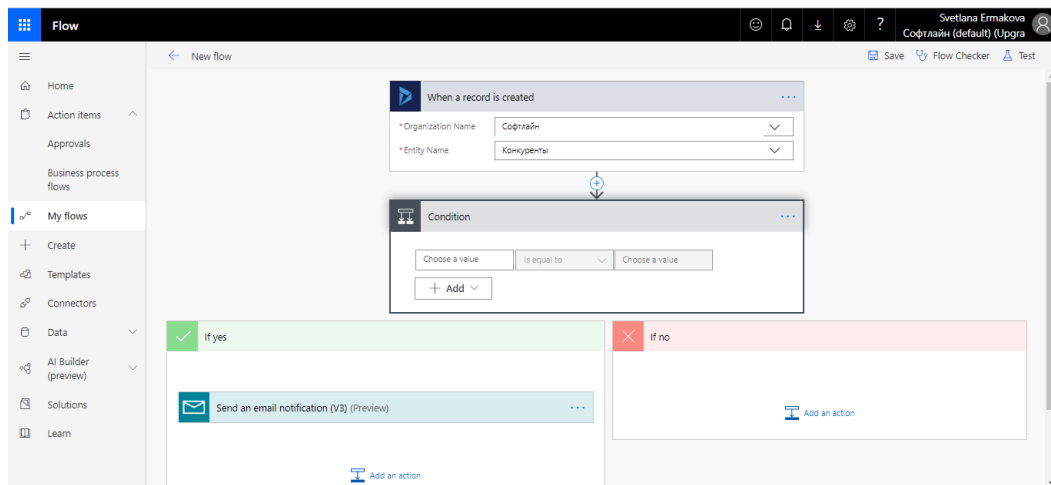 Flow
?
Svetlana Ermakova
Софтлайн (default) (Upgra
New flow
Save
Flow Checker
Test
Home
Action items
Approvals
Business process
flows
My flows
Create
Templates
Connectors
Data
AI Builder
(preview)
Solutions
Learn
When a record is created
...
*Organization Name
Софтлайн
*Entity Name
Конкуренты
Condition
...
Choose a value
is equal to
Choose a value
Add
If yes
Send an email notification (V3) (Preview)
...
Add an action
If no
Add an action